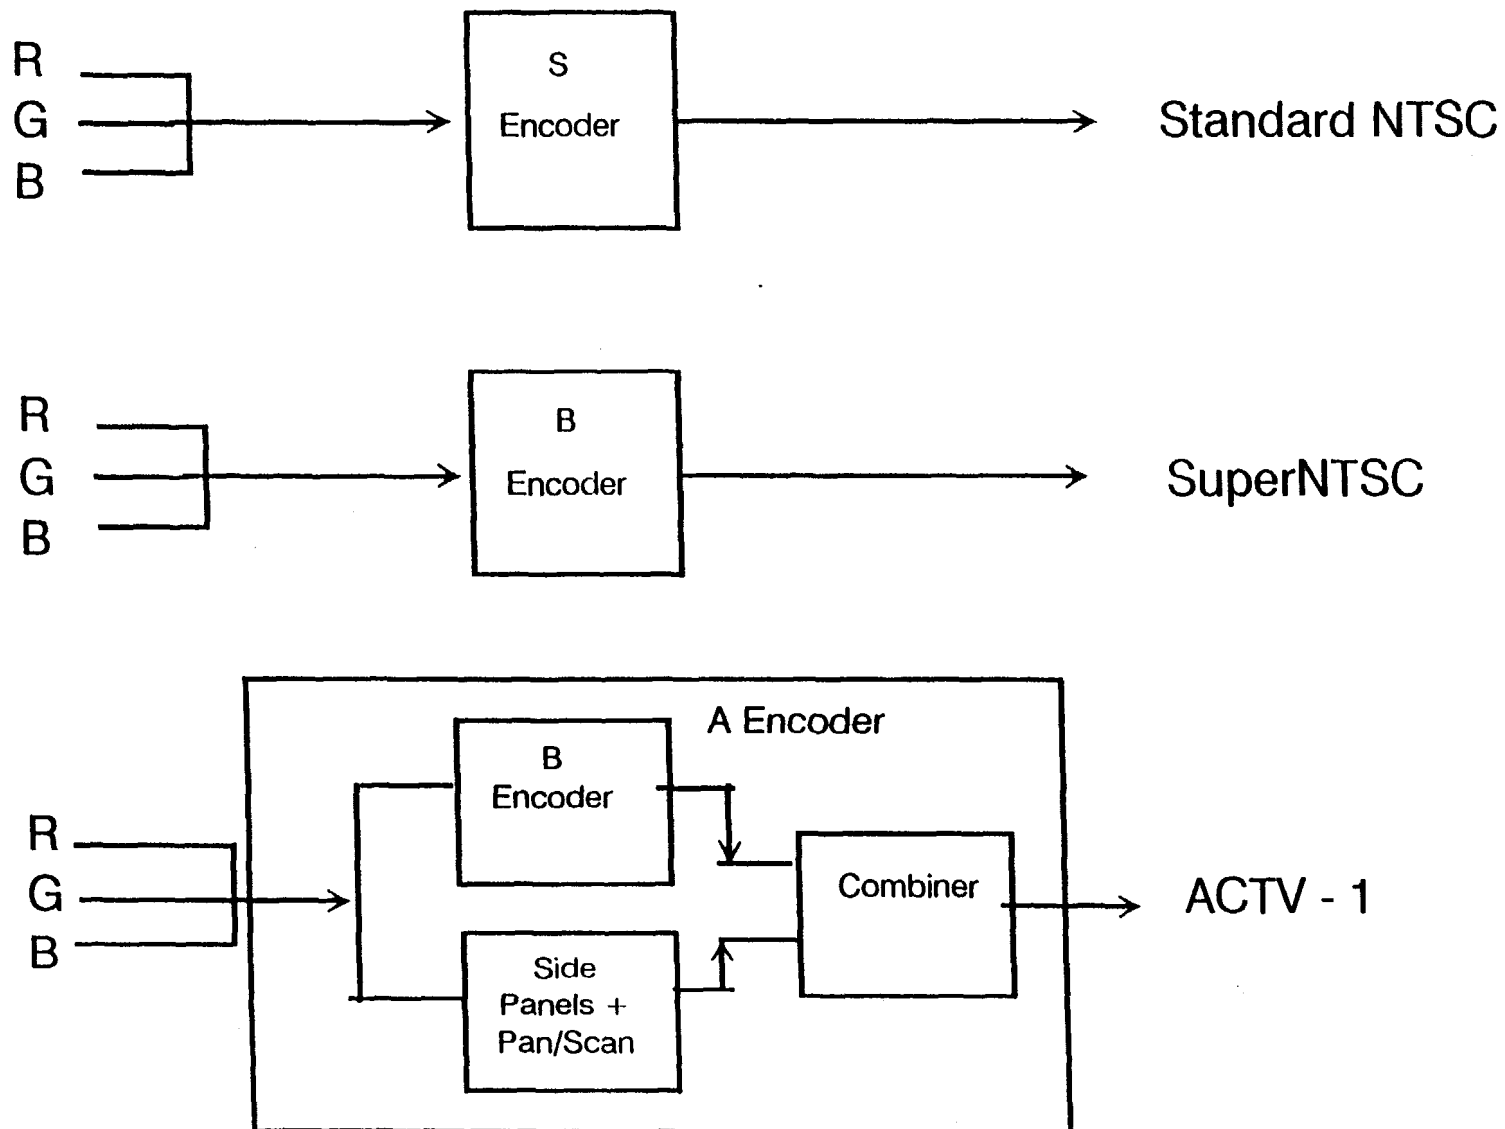 R
G
B
S
Encoder
Standard NTSC
R
G
B
B
Encoder
SuperNTSC
R
G
B
A Encoder
B
Encoder
Side
Panels +
Pan/Scan
Combiner
ACTV - 1